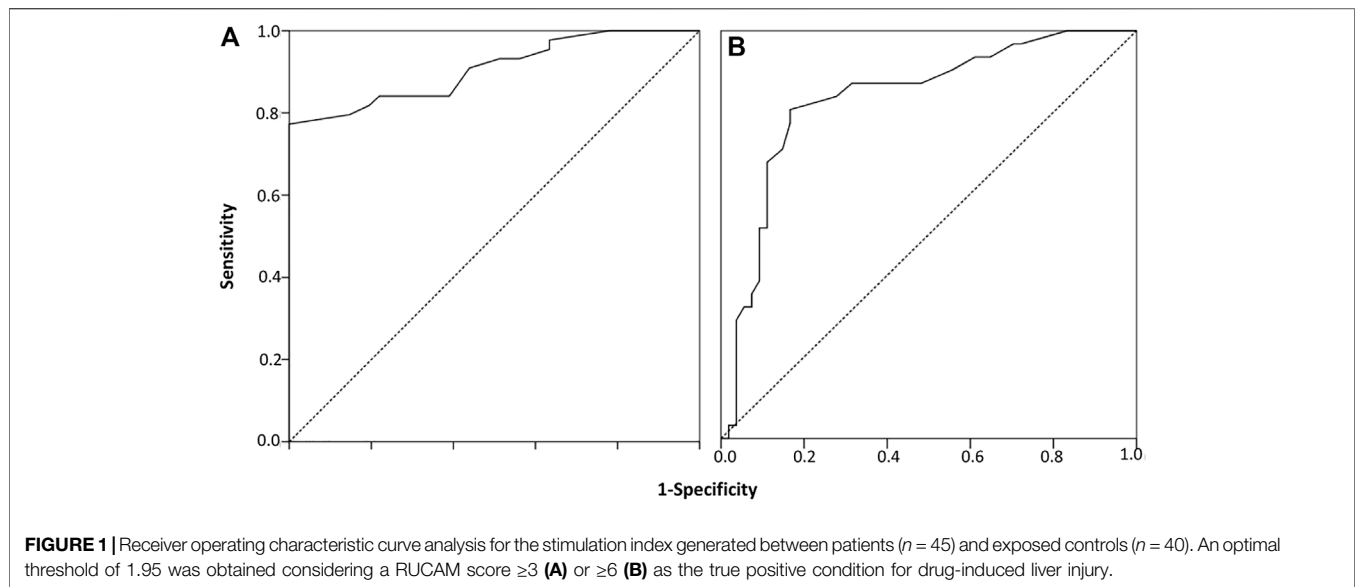 A
B
1.0
0.8
0.6
0.4
0.2
0.0
Sensitivity
0.0 0.2 0.4 0.6 0.8 1.0
1-Specificity
FIGURE 1 | Receiver operating characteristic curve analysis for the stimulation index generated between patients (n = 45) and exposed controls (n = 40). An optimal
threshold of 1.95 was obtained considering a RUCAM score ≥3 (A) or ≥6 (B) as the true positive condition for drug-induced liver injury.